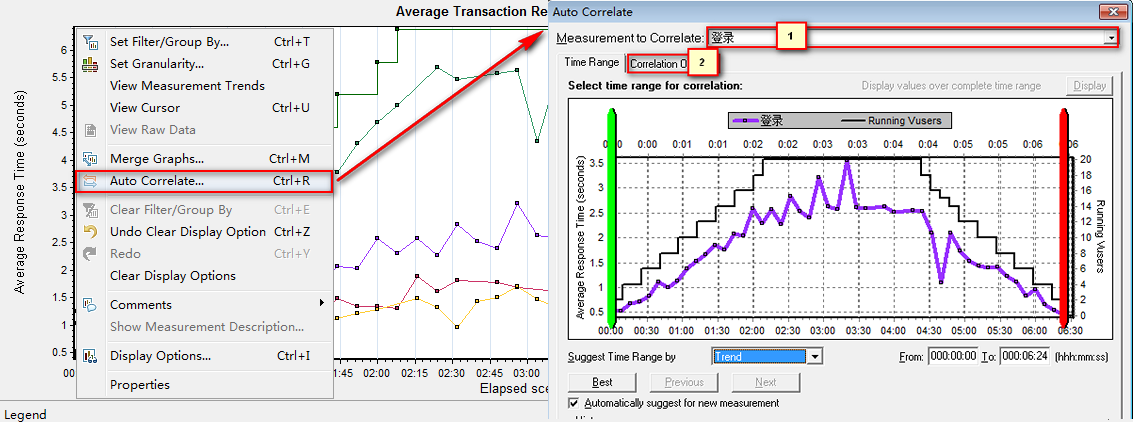 Average Transaction Re
Average Response Time (seconds)
6
5.5
5
4.5
4
3.5
3
2.5
2
1.5
1
0.5
Set Filter/Group By... Ctrl+T
Set Granularity... Ctrl+G
View Measurement Trends
View Cursor Ctrl+U
View Raw Data
Merge Graphs... Ctrl+M
Auto Correlate... Ctrl+R
Clear Filter/Group By Ctrl+E
Undo Clear Display Option Ctrl+Z
Redo Ctrl+Y
Clear Display Options
Comments
Show Measurement Description...
Display Options... Ctrl+I
Properties
00 1:45 02:00 02:15 02:30 02:45 03:00
Elapsed sce
Legend
Auto Correlate
Measurement to Correlate: 登录 1
Time Range Correlation O 2
Select time range for correlation: Display values over complete time range Display
登录 Running Vusers
0:00 0:00 0:01 0:01 0:02 0:02 0:03 0:03 0:04 0:04 0:05 0:05 0:06 :06
Average Response Time (seconds)
3.5
3
2.5
2
1.5
1
0.5
20
18
16
14
12
10
8
6
4
2
0
Running Vusers
00:00 00:30 01:00 01:30 02:00 02:30 03:00 03:30 04:00 04:30 05:00 05:30 06:00 06:30
Suggest Time Range by Trend From: 000:00:00 To: 000:06:24 (hhh:mm:ss)
Best Previous Next
Automatically suggest for new measurement